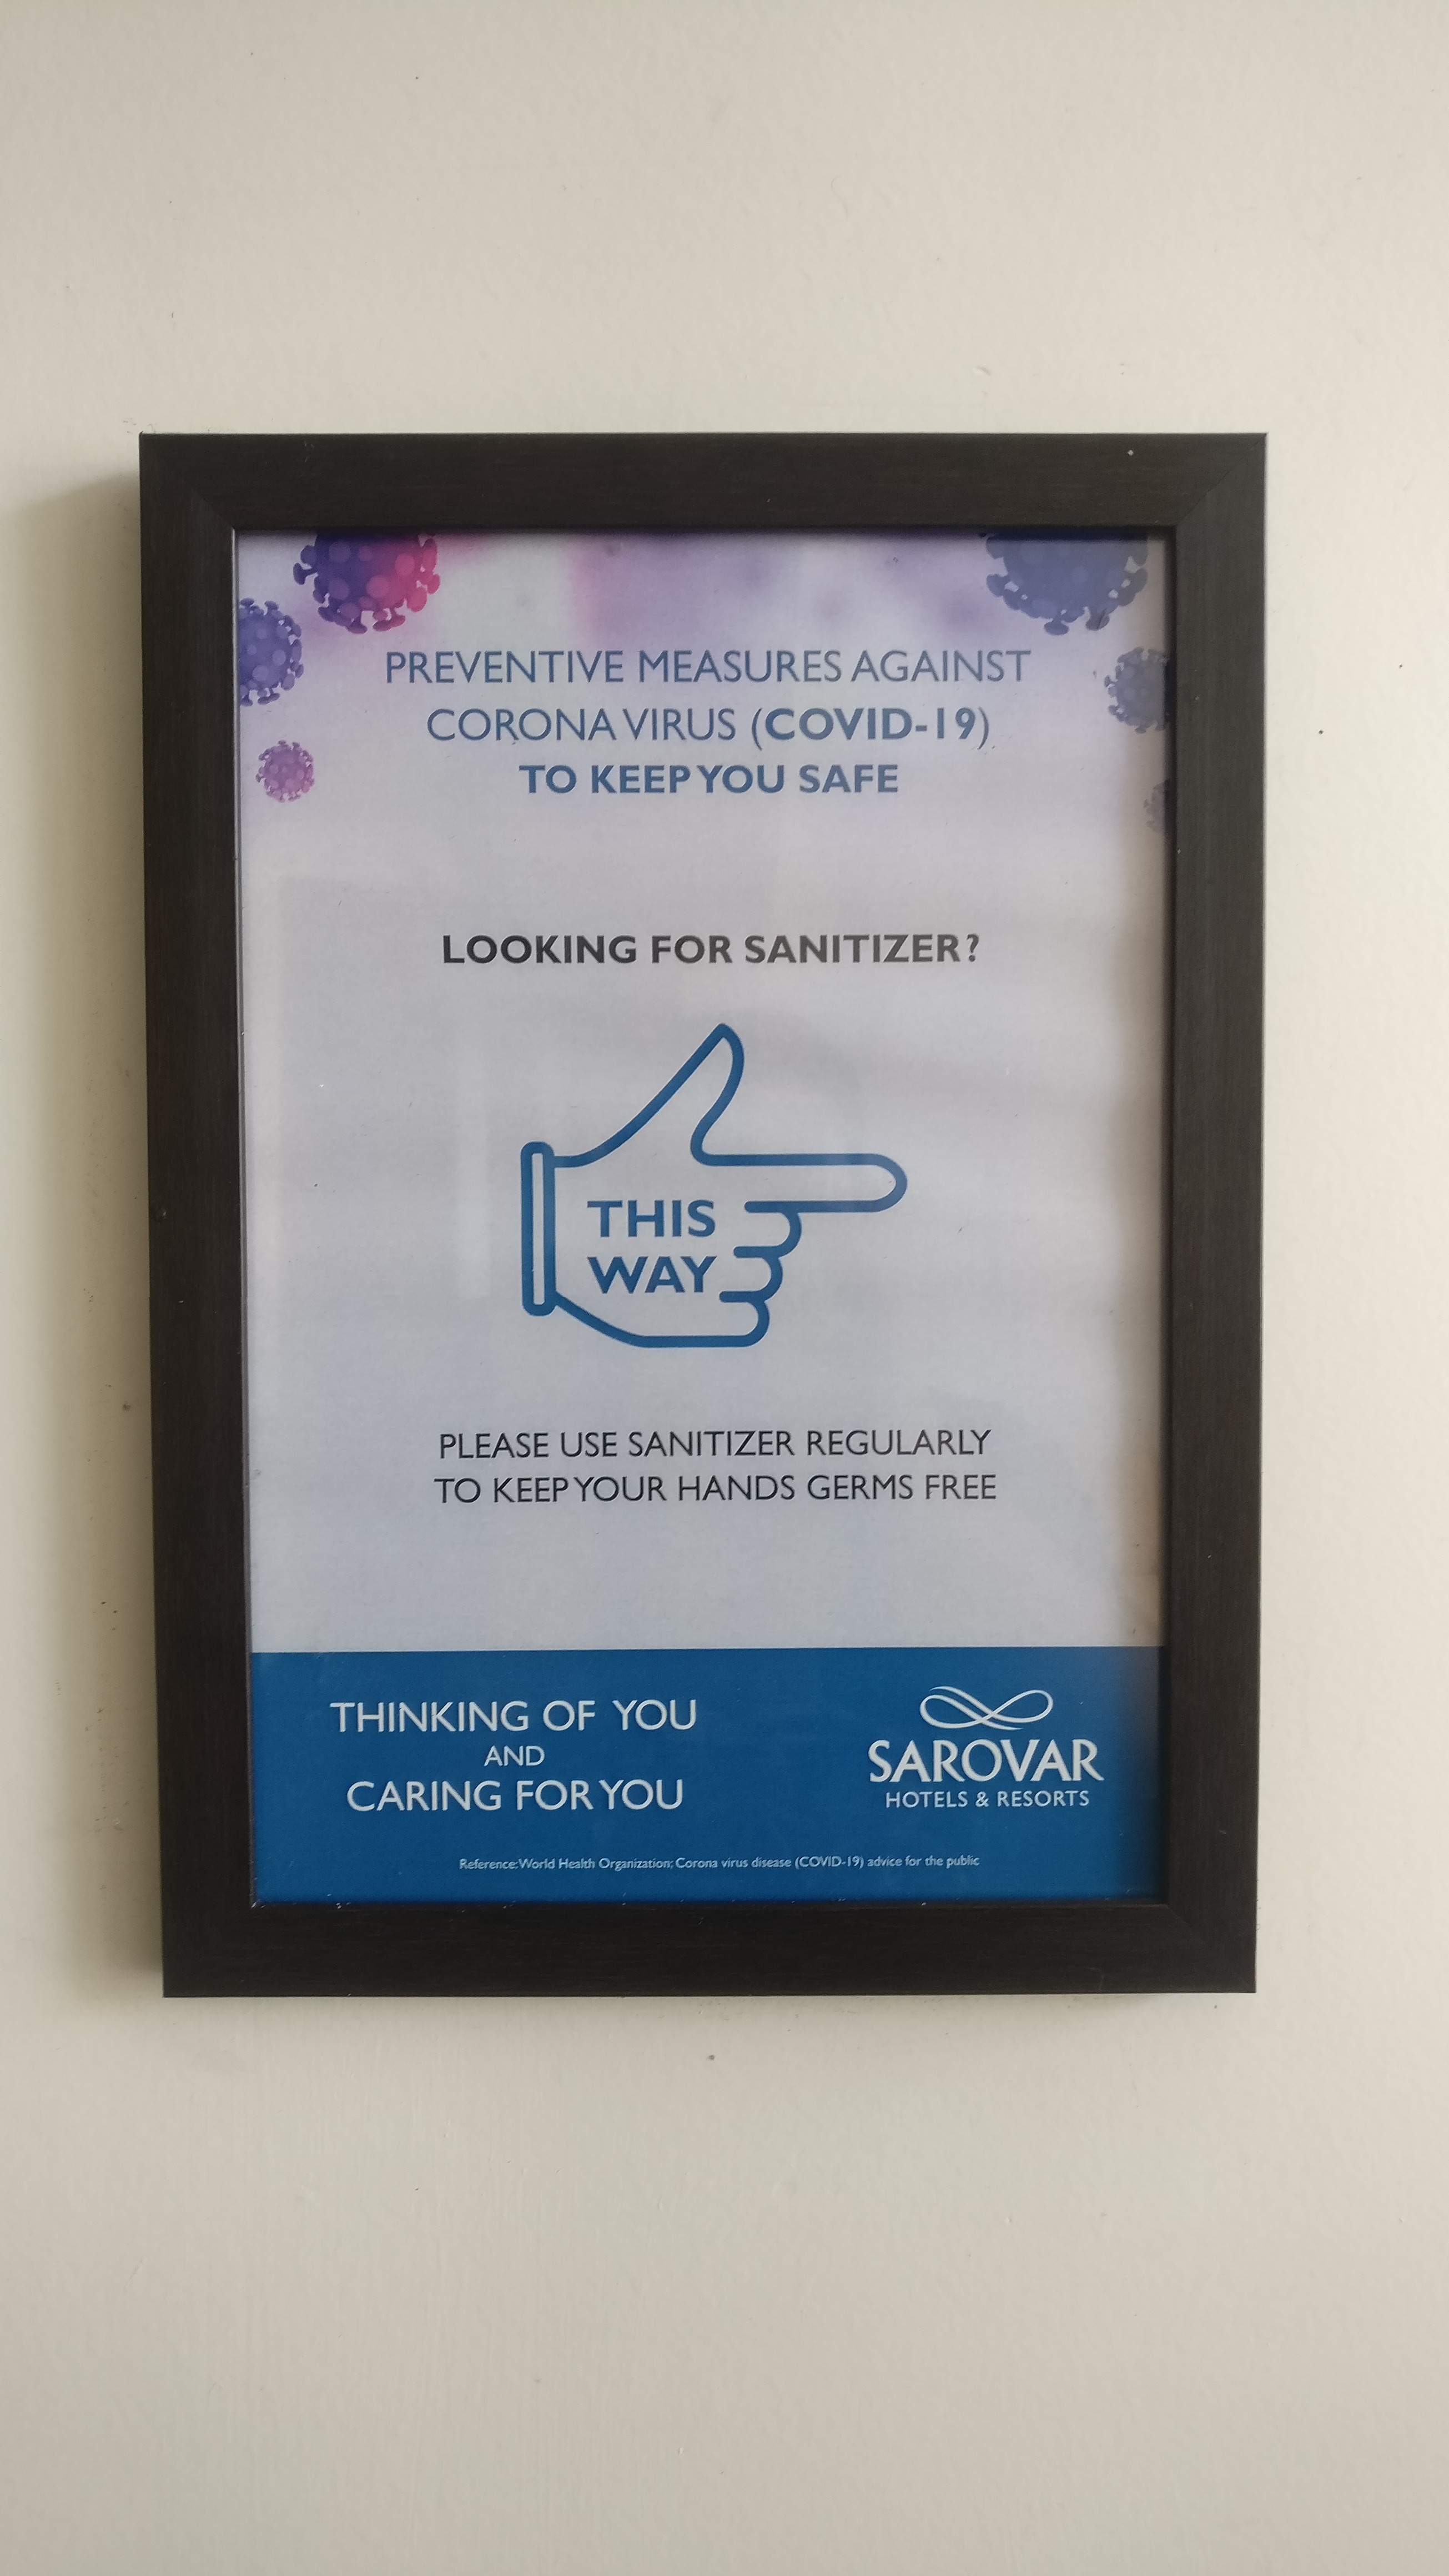 PREVENTIVE MEASURES AGAINST
CORONA VIRUS (COVID-19)
TO KEEP YOU SAFE
LOOKING FOR SANITIZER?
THIS
WAY
PLEASE USE SANITIZER REGULARLY
TO KEEP YOUR HANDS GERMS FREE
THINKING OF YOU
AND
CARING FOR YOU
SAROVAR
HOTELS & RESORTS
Reference: World Health Organization; Corona virus disease (COVID-19) advice for the public